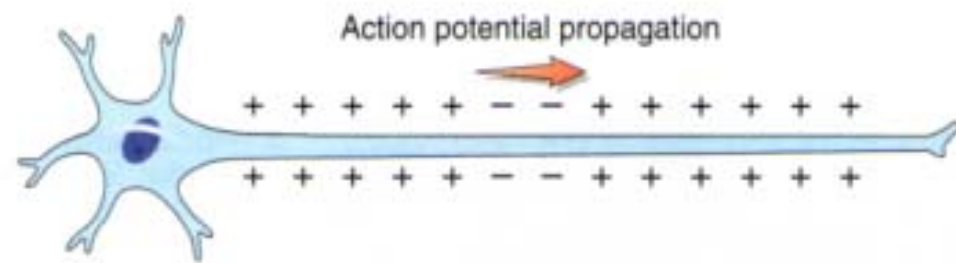 Action potential propagation
+ + + + + − − + + + + + +
+ + + + + − − + + + + + +